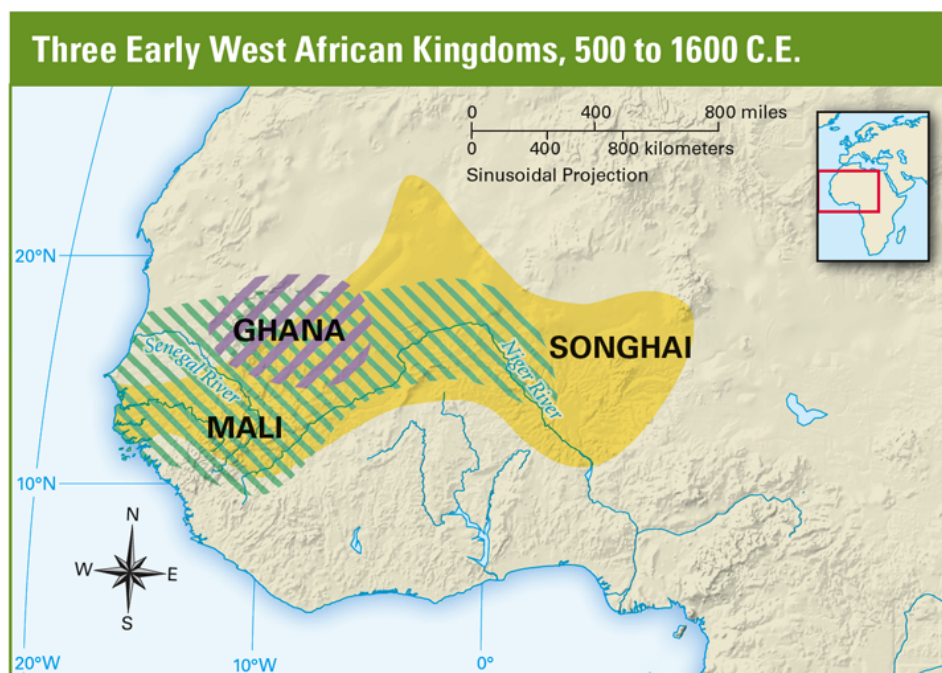 Three Early West African Kingdoms, 500 to 1600 C.E.
0 400 800 miles
0 400 800 kilometers
Sinusoidal Projection
20°N
GHANA
SONGHAI
Senegal River
Niger River
MALI
10°N
N
W E
S
20°W 10°W 0°